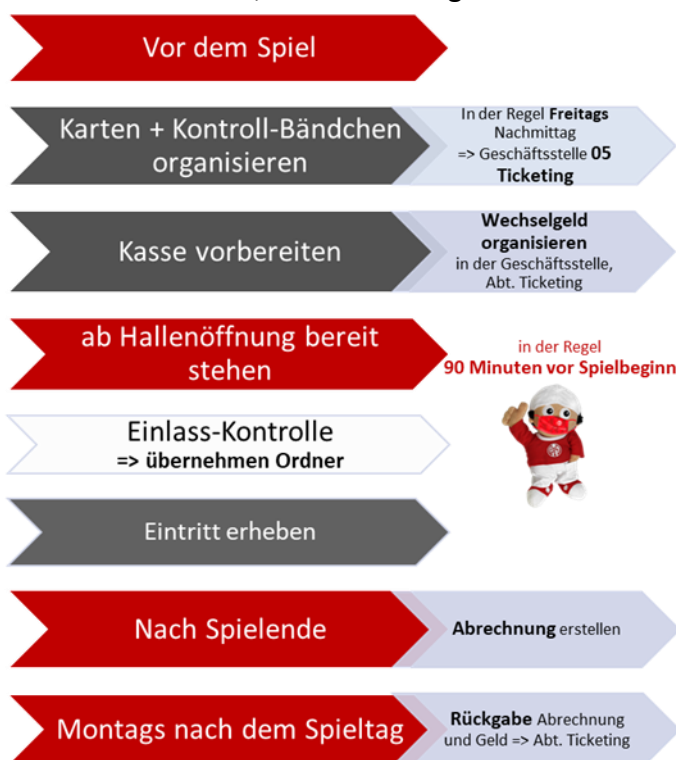 Vor dem Spiel
Karten + Kontroll-Bändchen
organisieren
In der Regel Freitags
Nachmittag
=> Geschäftsstelle 05
Ticketing
Kasse vorbereiten
Wechselgeld
organisieren
in der Geschäftsstelle,
Abt. Ticketing
ab Hallenöffnung bereit
stehen
in der Regel
90 Minuten vor Spielbeginn
Einlass-Kontrolle
=> übernehmen Ordner
Eintritt erheben
Nach Spielende
Abrechnung erstellen
Montags nach dem Spieltag
Rückgabe Abrechnung
und Geld => Abt. Ticketing